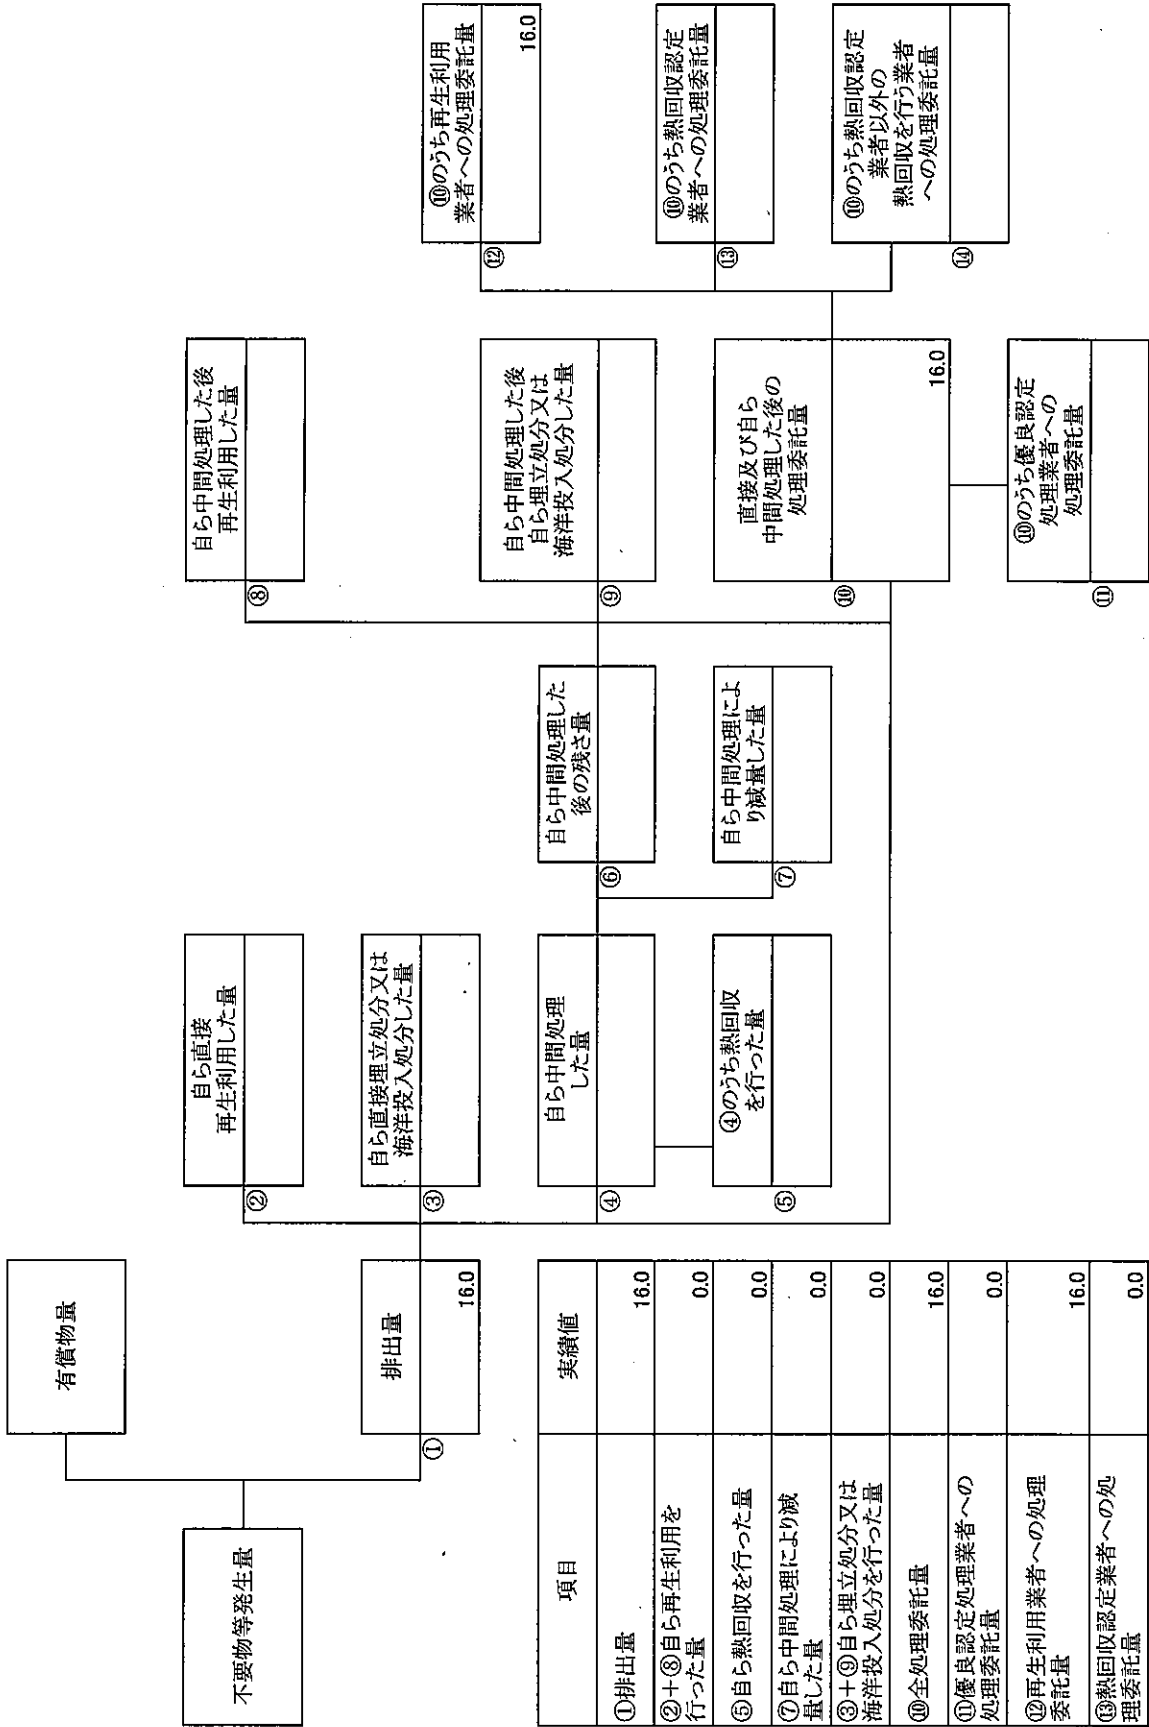 不要物等発生量
有償物量
①
排出量
16.0
②
自ら直接
再生利用した量
③
自ら直接埋立処分又は
海洋投入処分した量
④
自ら中間処理
した量
⑤
④のうち熱回収
を行った量
⑥
自ら中間処理した
後の残さ量
⑦
自ら中間処理によ
り減量した量
⑧
自ら中間処理した後
再生利用した量
⑨
自ら中間処理した後
自ら埋立処分又は
海洋投入処分した量
⑩
直接及び自ら
中間処理した後の
処理委託量
16.0
⑪
⑩のうち優良認定
処理業者への
処理委託量
⑫
⑩のうち再生利用
業者への処理委託量
16.0
⑬
⑩のうち熱回収認定
業者への処理委託量
⑭
⑩のうち熱回収認定
業者以外の
熱回収を行う業者
への処理委託量
項目 実績値
①排出量 16.0
②+⑧自ら再生利用を
行った量 0.0
⑤自ら熱回収を行った量 0.0
⑦自ら中間処理により減
量した量 0.0
③+⑨自ら埋立処分又は
海洋投入処分を行った量 0.0
⑩全処理委託量 16.0
⑪優良認定処理業者への
処理委託量 0.0
⑫再生利用業者への処理
委託量 16.0
⑬熱回収認定業者への処
理委託量 0.0